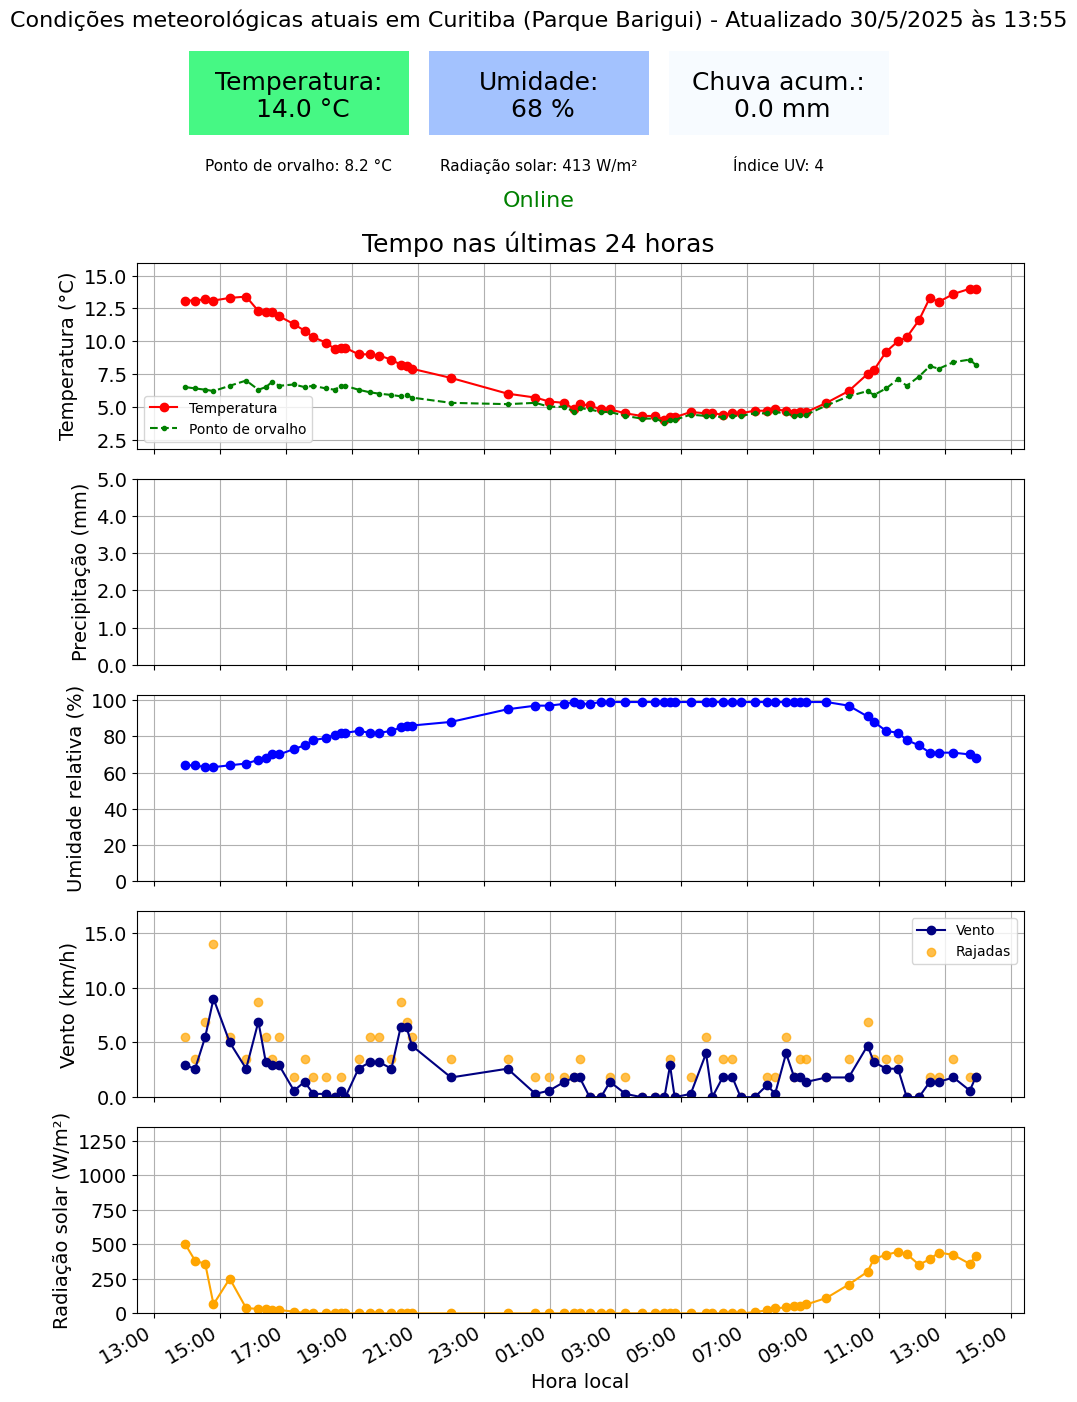 Condições meteorológicas atuais em Curitiba (Parque Barigui) - Atualizado 30/5/2025 às 13:55
Temperatura:
14.0 °C
Umidade:
68 %
Chuva acum.:
0.0 mm
Ponto de orvalho: 8.2 °C
Radiação solar: 413 W/m²
Índice UV: 4
Online
Tempo nas últimas 24 horas
Temperatura (°C)
15.0
12.5
10.0
7.5
5.0
2.5
Temperatura
Ponto de orvalho
Precipitação (mm)
5.0
4.0
3.0
2.0
1.0
0.0
Umidade relativa (%)
100
80
60
40
20
0
Vento (km/h)
15.0
10.0
5.0
0.0
Vento
Rajadas
Radiação solar (W/m²)
1250
1000
750
500
250
0
13:00
15:00
17:00
19:00
21:00
23:00
01:00
03:00
05:00
07:00
09:00
11:00
13:00
15:00
Hora local